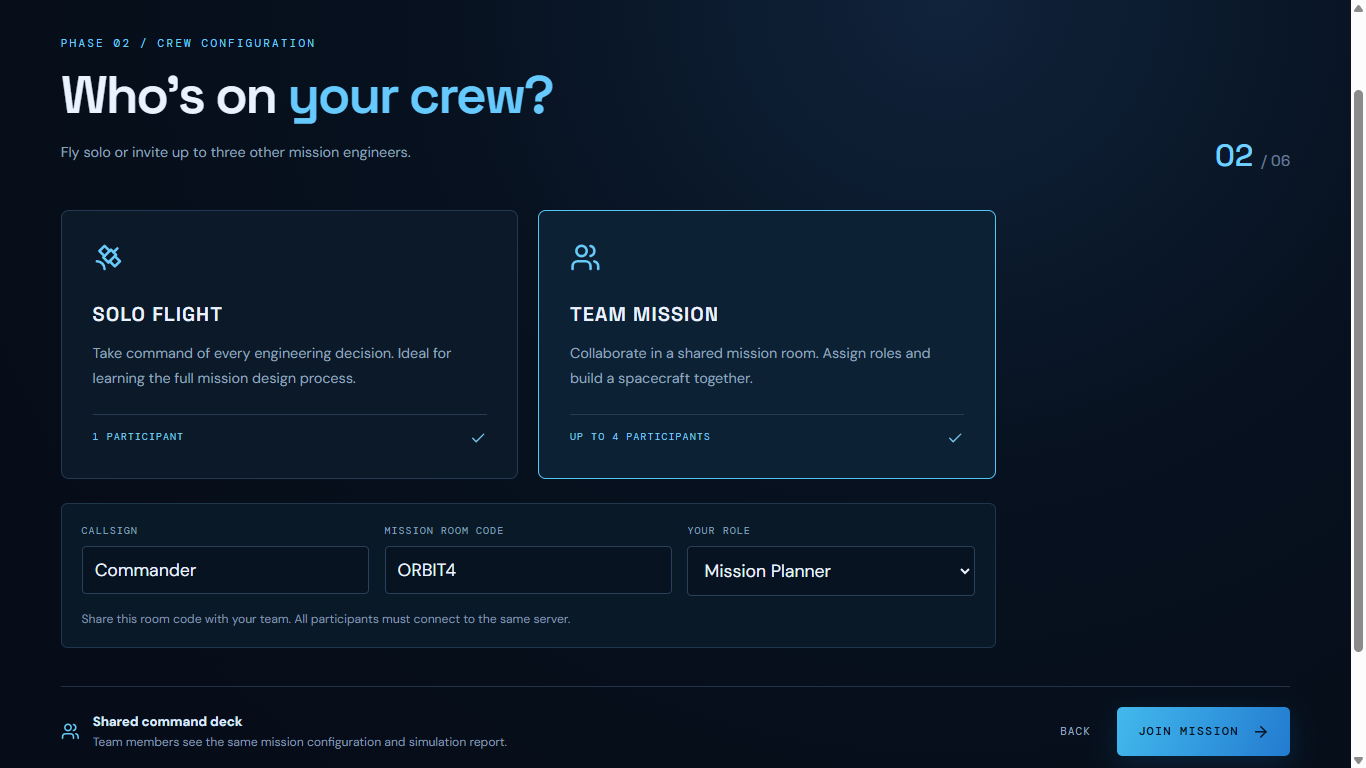 PHASE 02 / CREW CONFIGURATION
Who's on your crew?
Fly solo or invite up to three other mission engineers.
02 / 06
SOLO FLIGHT
Take command of every engineering decision. Ideal for
learning the full mission design process.
1 PARTICIPANT
TEAM MISSION
Collaborate in a shared mission room. Assign roles and
build a spacecraft together.
UP TO 4 PARTICIPANTS
CALLSIGN
Commander
MISSION ROOM CODE
ORBIT4
YOUR ROLE
Mission Planner
Share this room code with your team. All participants must connect to the same server.
Shared command deck
Team members see the same mission configuration and simulation report.
BACK
JOIN MISSION